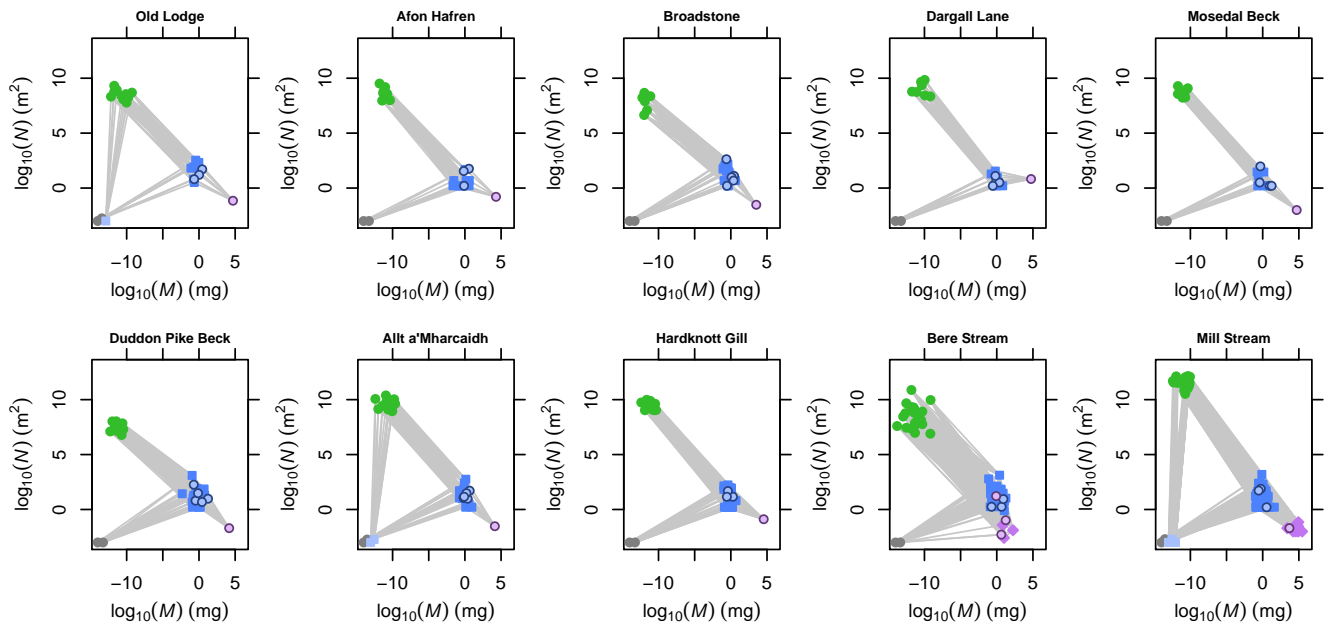 Old Lodge
Afon Hafren
Broadstone
Dargall Lane
Mosedal Beck
log₁₀(N) (m²)
log₁₀(N) (m²)
log₁₀(N) (m²)
log₁₀(N) (m²)
log₁₀(N) (m²)
10 10 10 10 10
5 5 5 5 5
0 0 0 0 0
−10 0 5 −10 0 5 −10 0 5 −10 0 5 −10 0 5
log₁₀(M) (mg)
log₁₀(M) (mg)
log₁₀(M) (mg)
log₁₀(M) (mg)
log₁₀(M) (mg)
Duddon Pike Beck
Allt a'Mharcaidh
Hardknott Gill
Bere Stream
Mill Stream
log₁₀(N) (m²)
log₁₀(N) (m²)
log₁₀(N) (m²)
log₁₀(N) (m²)
log₁₀(N) (m²)
10 10 10 10 10
5 5 5 5 5
0 0 0 0 0
−10 0 5 −10 0 5 −10 0 5 −10 0 5 −10 0 5
log₁₀(M) (mg)
log₁₀(M) (mg)
log₁₀(M) (mg)
log₁₀(M) (mg)
log₁₀(M) (mg)